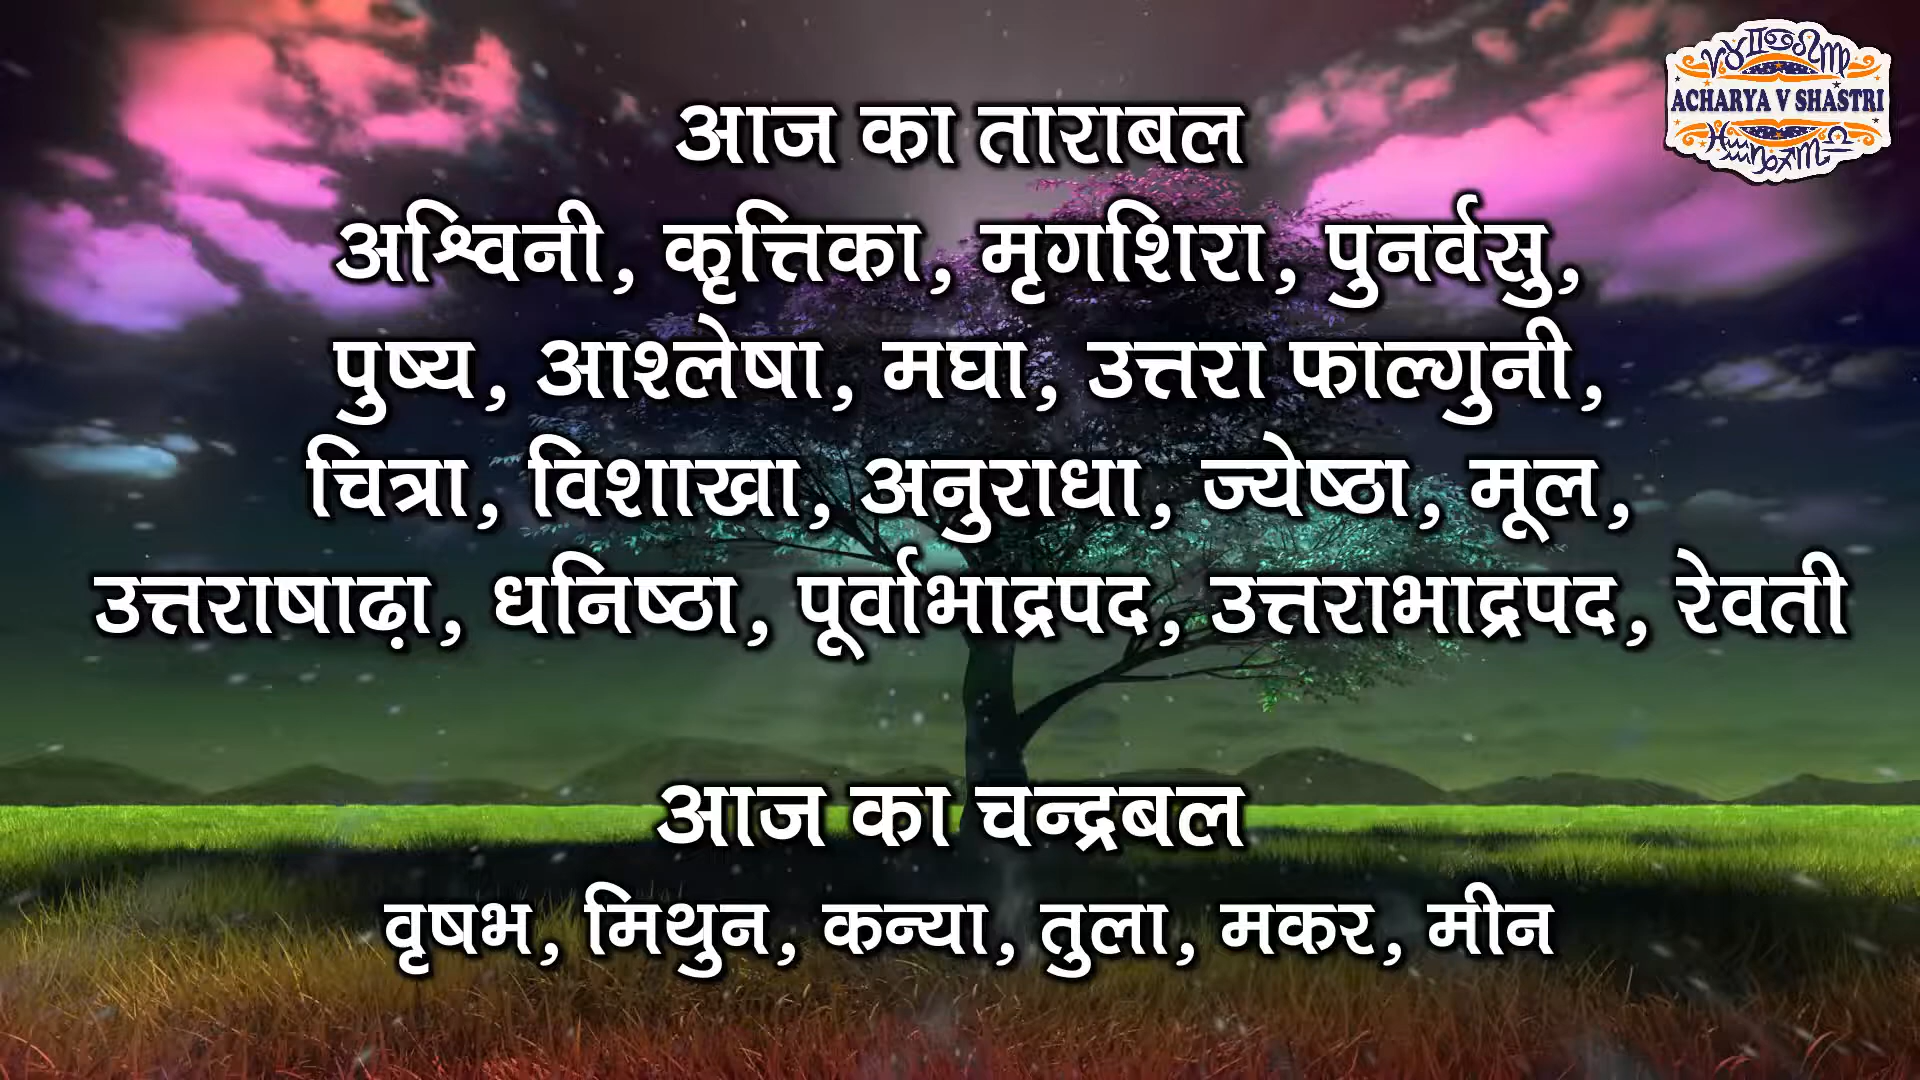 ACHARYA V SHASTRI
आज का ताराबल
अश्विनी, कृत्तिका, मृगशिरा, पुनर्वसु,
पुष्य, आश्लेषा, मघा, उत्तरा फाल्गुनी,
चित्रा, विशाखा, अनुराधा, ज्येष्ठा, मूल,
उत्तराषाढ़ा, धनिष्ठा, पूर्वाभाद्रपद, उत्तराभाद्रपद, रेवती
आज का चन्द्रबल
वृषभ, मिथुन, कन्या, तुला, मकर, मीन